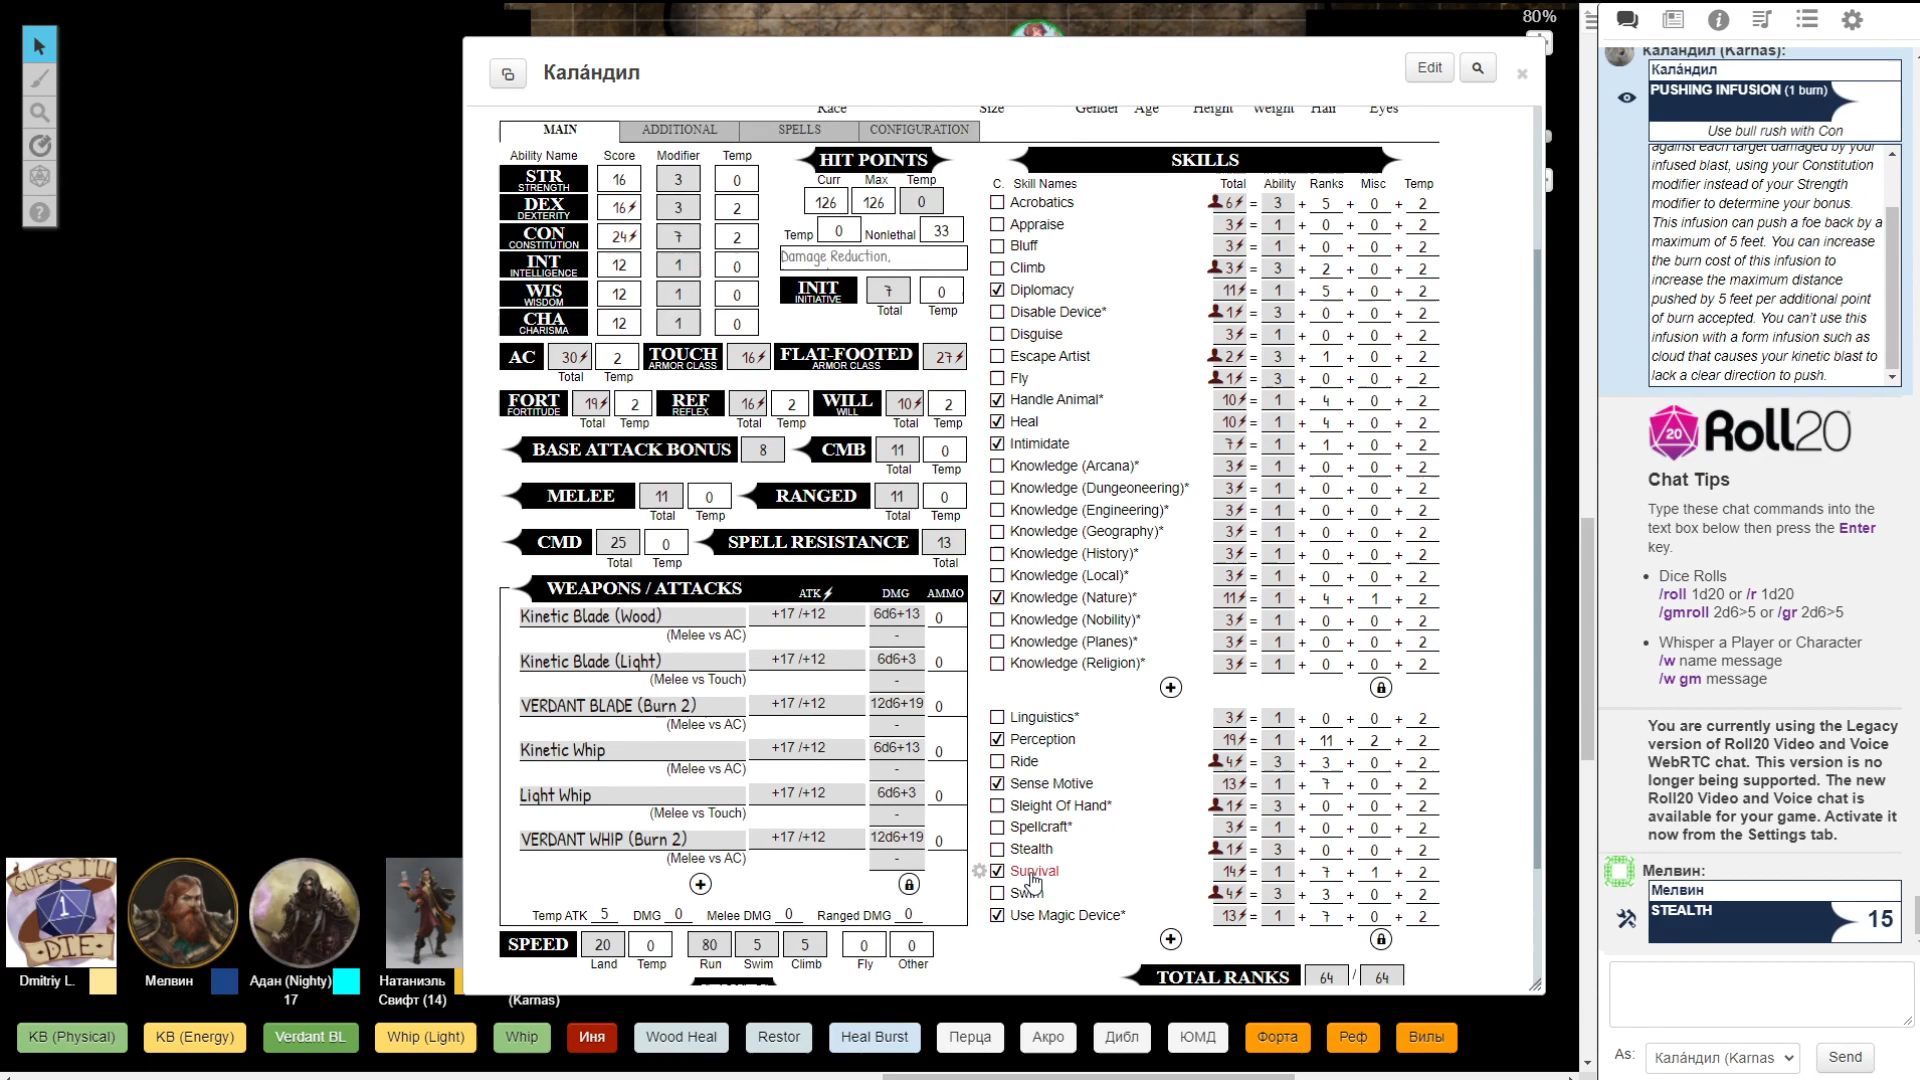 80%
Кала́ндил
Edit
Race Size Gender Age Height Weight Hair Eyes
MAIN ADDITIONAL SPELLS CONFIGURATION
Ability Name Score Modifier Temp
STR 16 3 0
STRENGTH
DEX 16 3 2
DEXTERITY
CON 24 7 2
CONSTITUTION
INT 12 1 0
INTELLIGENCE
WIS 12 1 0
WISDOM
CHA 12 1 0
CHARISMA
HIT POINTS
Curr Max Temp
126 126 0
Temp 0 Nonlethal 33
Damage Reduction,
INIT 7 0
INITIATIVE Total Temp
AC 30 2 TOUCH 16 FLAT-FOOTED 27
ARMOR CLASS ARMOR CLASS
Total Temp
FORT 19 2 REF 16 2 WILL 10 2
FORTITUDE REFLEX WILL
Total Temp Total Temp Total Temp
BASE ATTACK BONUS 8 CMB 11 0
Total Temp
MELEE 11 0 RANGED 11 0
Total Temp Total Temp
CMD 25 0 SPELL RESISTANCE 13
Total Temp Total
WEAPONS / ATTACKS ATK DMG AMMO
Kinetic Blade (Wood) +17 /+12 6d6+13 0
(Melee vs AC) -
Kinetic Blade (Light) +17 /+12 6d6+3 0
(Melee vs Touch) -
VERDANT BLADE (Burn 2) +17 /+12 12d6+19 0
(Melee vs AC) -
Kinetic Whip +17 /+12 6d6+13 0
(Melee vs AC) -
Light Whip +17 /+12 6d6+3 0
(Melee vs Touch) -
VERDANT WHIP (Burn 2) +17 /+12 12d6+19 0
(Melee vs AC) -
Temp ATK 5 DMG 0 Melee DMG 0 Ranged DMG 0
SPEED 20 0 80 5 5 0 0
Land Temp Run Swim Climb Fly Other
SKILLS
C. Skill Names Total Ability Ranks Misc Temp
Acrobatics 6 = 3 + 5 + 0 + 2
Appraise 3 = 1 + 0 + 0 + 2
Bluff 3 = 1 + 0 + 0 + 2
Climb 3 = 3 + 2 + 0 + 2
Diplomacy 11 = 1 + 5 + 0 + 2
Disable Device* 1 = 3 + 0 + 0 + 2
Disguise 3 = 1 + 0 + 0 + 2
Escape Artist 2 = 3 + 1 + 0 + 2
Fly 1 = 3 + 0 + 0 + 2
Handle Animal* 10 = 1 + 4 + 0 + 2
Heal 10 = 1 + 4 + 0 + 2
Intimidate 7 = 1 + 1 + 0 + 2
Knowledge (Arcana)* 3 = 1 + 0 + 0 + 2
Knowledge (Dungeoneering)* 3 = 1 + 0 + 0 + 2
Knowledge (Engineering)* 3 = 1 + 0 + 0 + 2
Knowledge (Geography)* 3 = 1 + 0 + 0 + 2
Knowledge (History)* 3 = 1 + 0 + 0 + 2
Knowledge (Local)* 3 = 1 + 0 + 0 + 2
Knowledge (Nature)* 11 = 1 + 4 + 1 + 2
Knowledge (Nobility)* 3 = 1 + 0 + 0 + 2
Knowledge (Planes)* 3 = 1 + 0 + 0 + 2
Knowledge (Religion)* 3 = 1 + 0 + 0 + 2
Linguistics* 3 = 1 + 0 + 0 + 2
Perception 19 = 1 + 11 + 2 + 2
Ride 4 = 3 + 3 + 0 + 2
Sense Motive 13 = 1 + 7 + 0 + 2
Sleight Of Hand* 1 = 3 + 0 + 0 + 2
Spellcraft* 3 = 1 + 0 + 0 + 2
Stealth 1 = 3 + 0 + 0 + 2
Survival 14 = 1 + 7 + 1 + 2
Swim 4 = 3 + 3 + 0 + 2
Use Magic Device* 13 = 1 + 7 + 0 + 2
TOTAL RANKS 64 / 64
GUESS I'LL
1
DIE
Dmitriy L.
Мелвин
Адан (Nighty)
17
Натаниэль
Свифт (14)
(Karnas)
KB (Physical) KB (Energy) Verdant BL Whip (Light) Whip Иня Wood Heal Restor Heal Burst Перца Акро Дибл ЮМД Форта Реф Вилы
Кала́ндил (Karnas):
Кала́ндил
PUSHING INFUSION (1 burn)
Use bull rush with Con
against each target damaged by your
infused blast, using your Constitution
modifier instead of your Strength
modifier to determine your bonus.
This infusion can push a foe back by a
maximum of 5 feet. You can increase
the burn cost of this infusion to
increase the maximum distance
pushed by 5 feet per additional point
of burn accepted. You can't use this
infusion with a form infusion such as
cloud that causes your kinetic blast to
lack a clear direction to push.
20 Roll20
Chat Tips
Type these chat commands into the
text box below then press the Enter
key.
• Dice Rolls
/roll 1d20 or /r 1d20
/gmroll 2d6>5 or /gr 2d6>5
• Whisper a Player or Character
/w name message
/w gm message
You are currently using the Legacy
version of Roll20 Video and Voice
WebRTC chat. This version is no
longer being supported. The new
Roll20 Video and Voice chat is
available for your game. Activate it
now from the Settings tab.
Мелвин:
Мелвин
STEALTH 15
As: Кала́ндил (Karnas Send